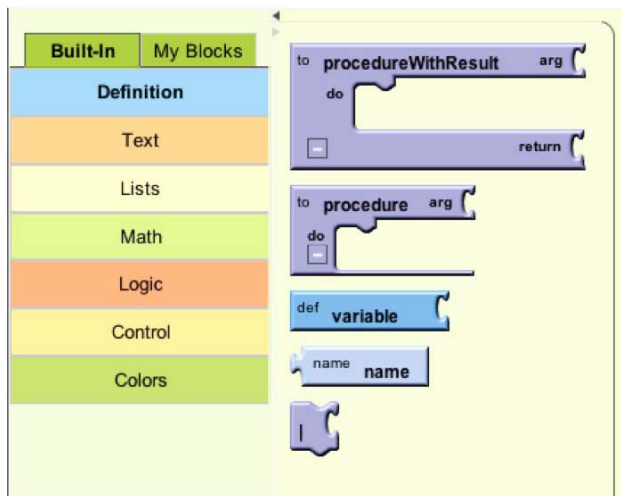 Built-In
My Blocks
Definition
Text
Lists
Math
Logic
Control
Colors
to procedureWithResult arg
do
return
to procedure arg
do
def variable
name name